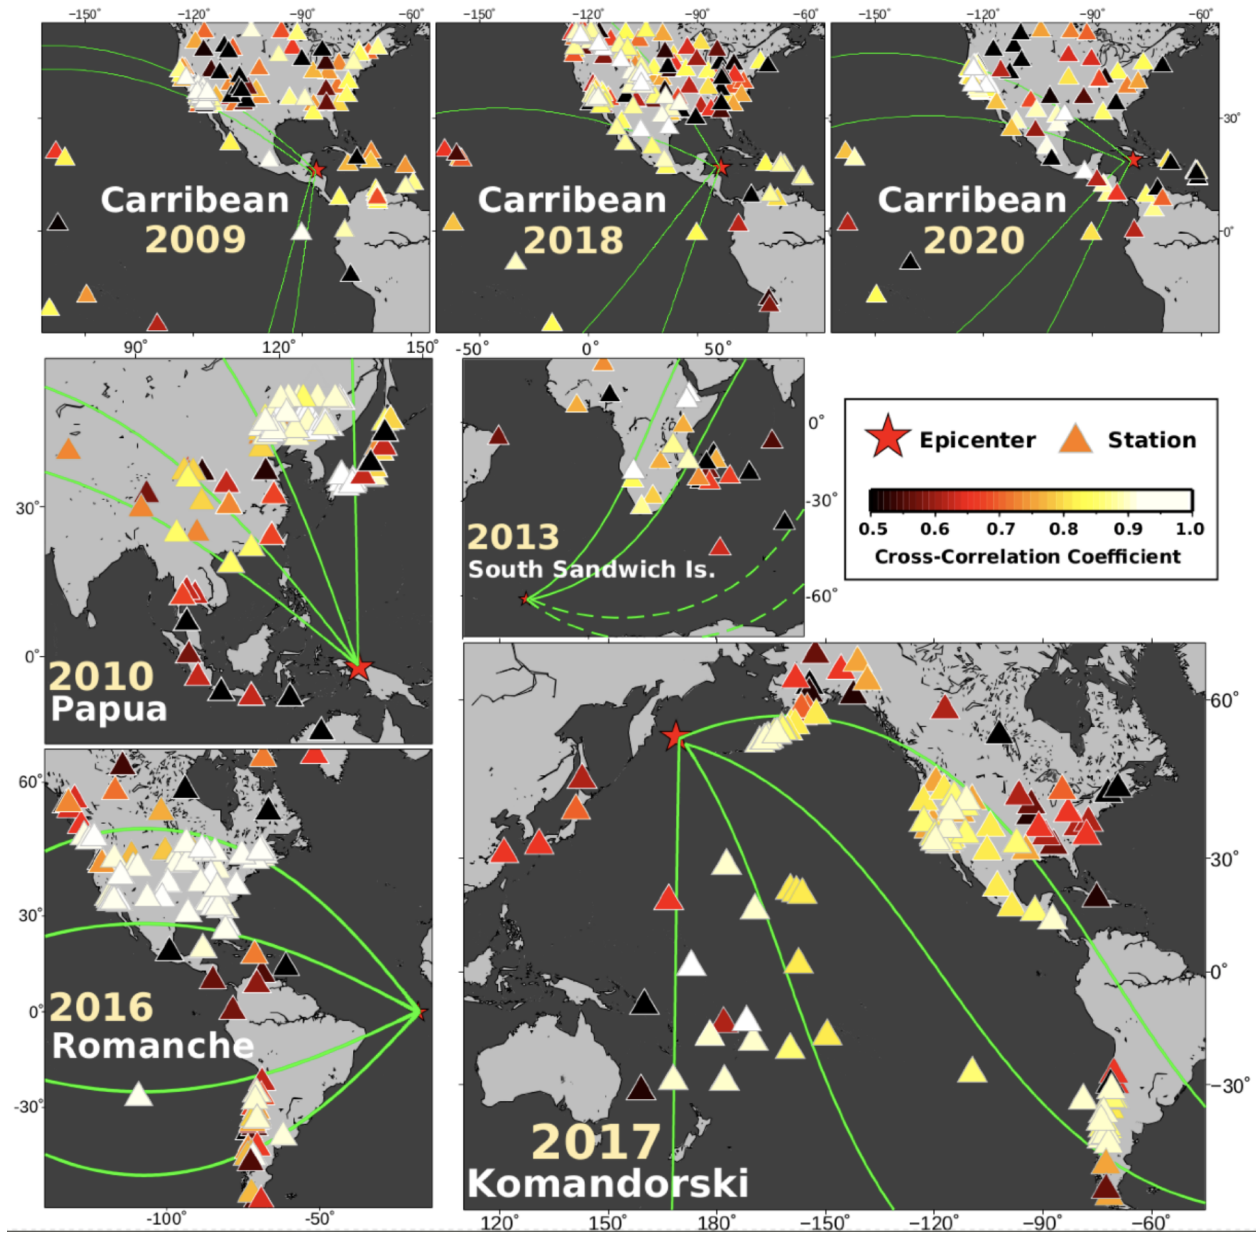 -150° -120° -90° -60° -150° -120° -90° -60° -150° -120° -90° -60°
30°
0°
Carribean
2009
Carribean
2018
Carribean
2020
90° 120° 150°
30°
0°
2010
Papua
-50° 0° 50°
0°
-30°
-60°
2013
South Sandwich Is.
Epicenter
Station
0.5 0.6 0.7 0.8 0.9 1.0
Cross-Correlation Coefficient
60°
30°
0°
-30°
2016
Romanche
-100° -50°
60°
30°
0°
−30°
2017
Komandorski
120° 150° 180° −150° −120° −90° −60°